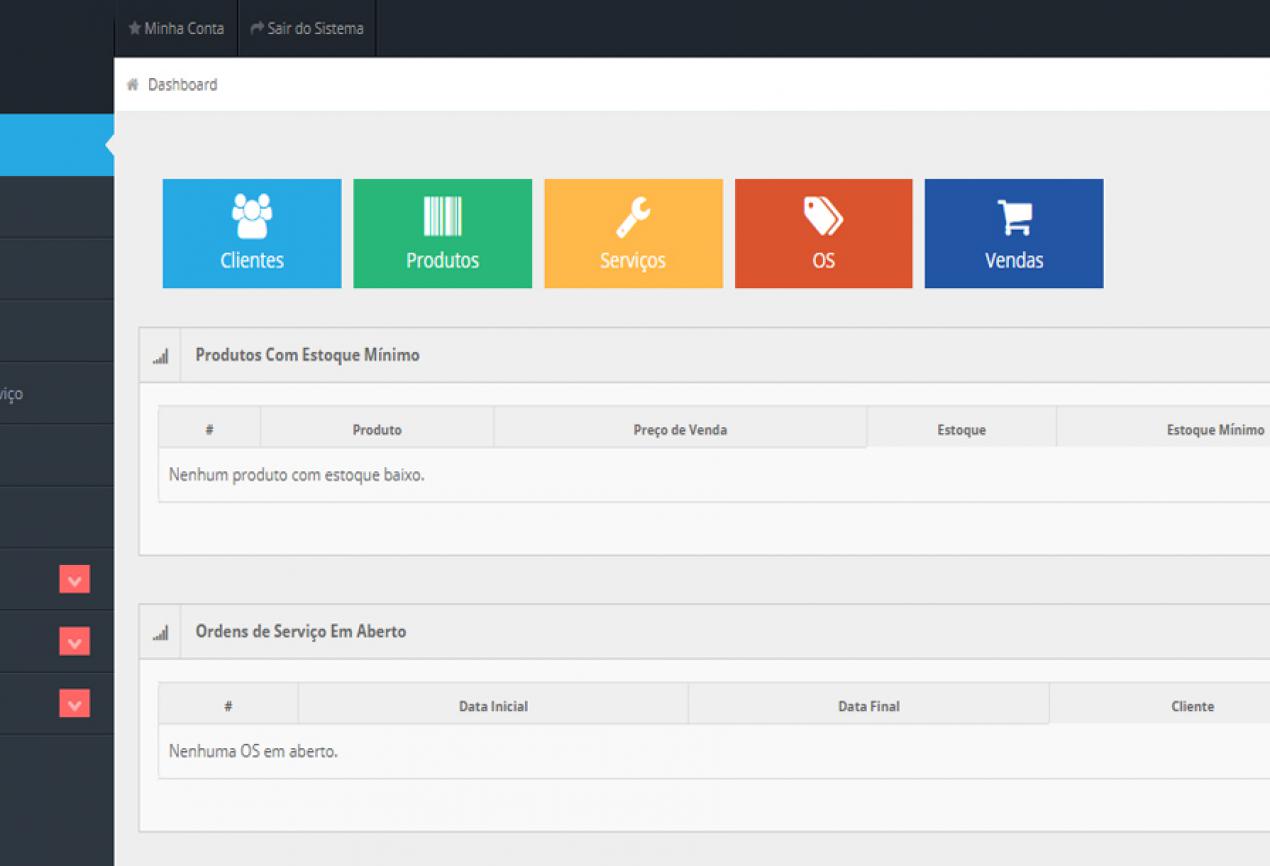 Minha Conta Sair do Sistema
Dashboard
Clientes Produtos Serviços OS Vendas
Produtos Com Estoque Mínimo
# Produto Preço de Venda Estoque Estoque Mínimo
Nenhum produto com estoque baixo.
Ordens de Serviço Em Aberto
# Data Inicial Data Final Cliente
Nenhuma OS em aberto.